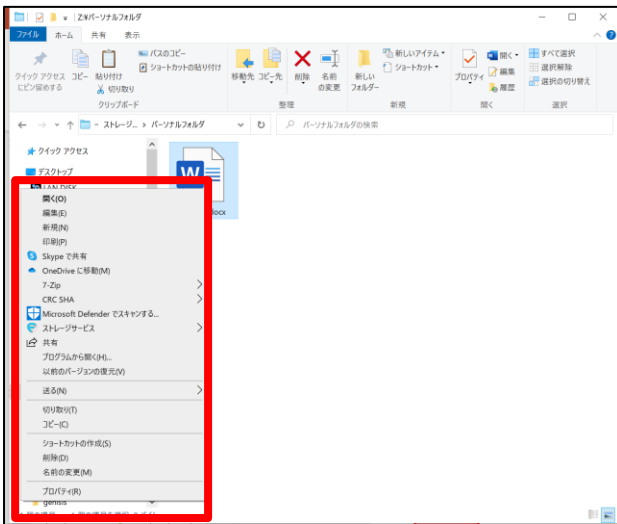 Z:¥パーソナルフォルダ
ファイル ホーム 共有 表示
クイック アクセス
にピン留めする
コピー
貼り付け
パスのコピー
ショートカットの貼り付け
切り取り
クリップボード
移動先 コピー先 削除 名前
の変更
整理
新しい
フォルダー
新しいアイテム
ショートカット
新規
プロパティ
開く
編集
履歴
開く
すべて選択
選択解除
選択の切り替え
選択
ストレージ... > パーソナルフォルダ
パーソナルフォルダの検索
クイック アクセス
デスクトップ
LAN DISK
docx
開く(O)
編集(E)
新規(N)
印刷(P)
Skype で共有
OneDrive に移動(M)
7-Zip
CRC SHA
Microsoft Defender でスキャンする...
ストレージサービス
共有
プログラムから開く(H)...
以前のバージョンの復元(V)
送る(N)
切り取り(T)
コピー(C)
ショートカットの作成(S)
削除(D)
名前の変更(M)
プロパティ(R)
genisis